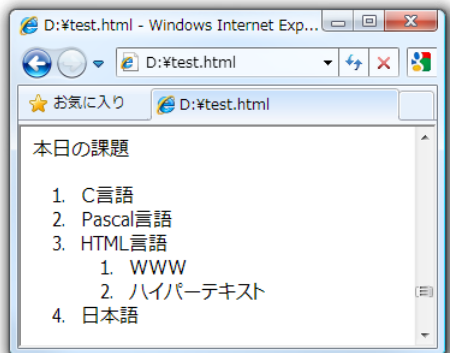 D:¥test.html - Windows Internet Exp...
D:¥test.html
お気に入り
D:¥test.html
本日の課題
1. C言語
2. Pascal言語
3. HTML言語
1. WWW
2. ハイパーテキスト
4. 日本語